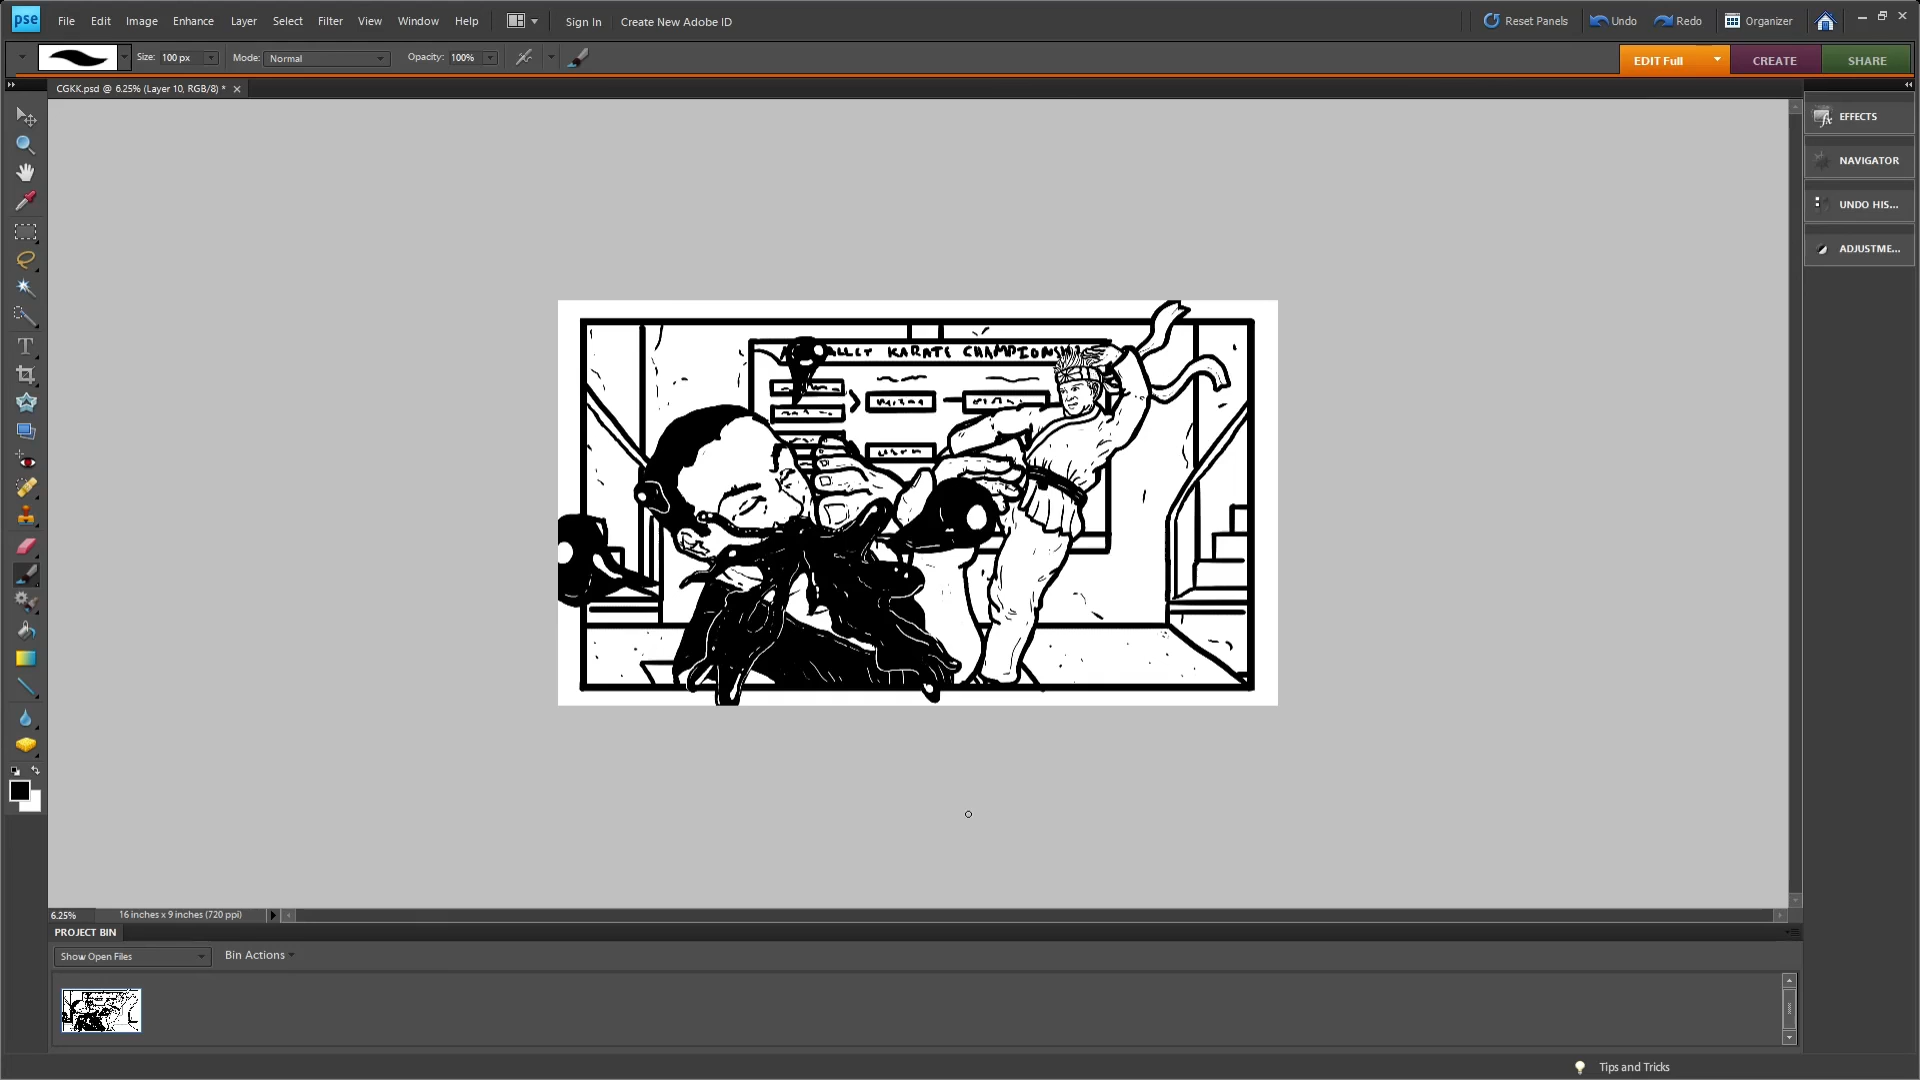 pse
File Edit Image Enhance Layer Select Filter View Window Help
Sign In Create New Adobe ID
Reset Panels Undo Redo Organizer
Size: 100 px Mode: Normal Opacity: 100%
EDIT Full CREATE SHARE
CGKK.psd @ 6.25% (Layer 10, RGB/8) *
EFFECTS
NAVIGATOR
UNDO HIS...
ADJUSTME...
KARATE
6.25% 16 inches x 9 inches (720 ppi)
PROJECT BIN
Show Open Files Bin Actions
Tips and Tricks